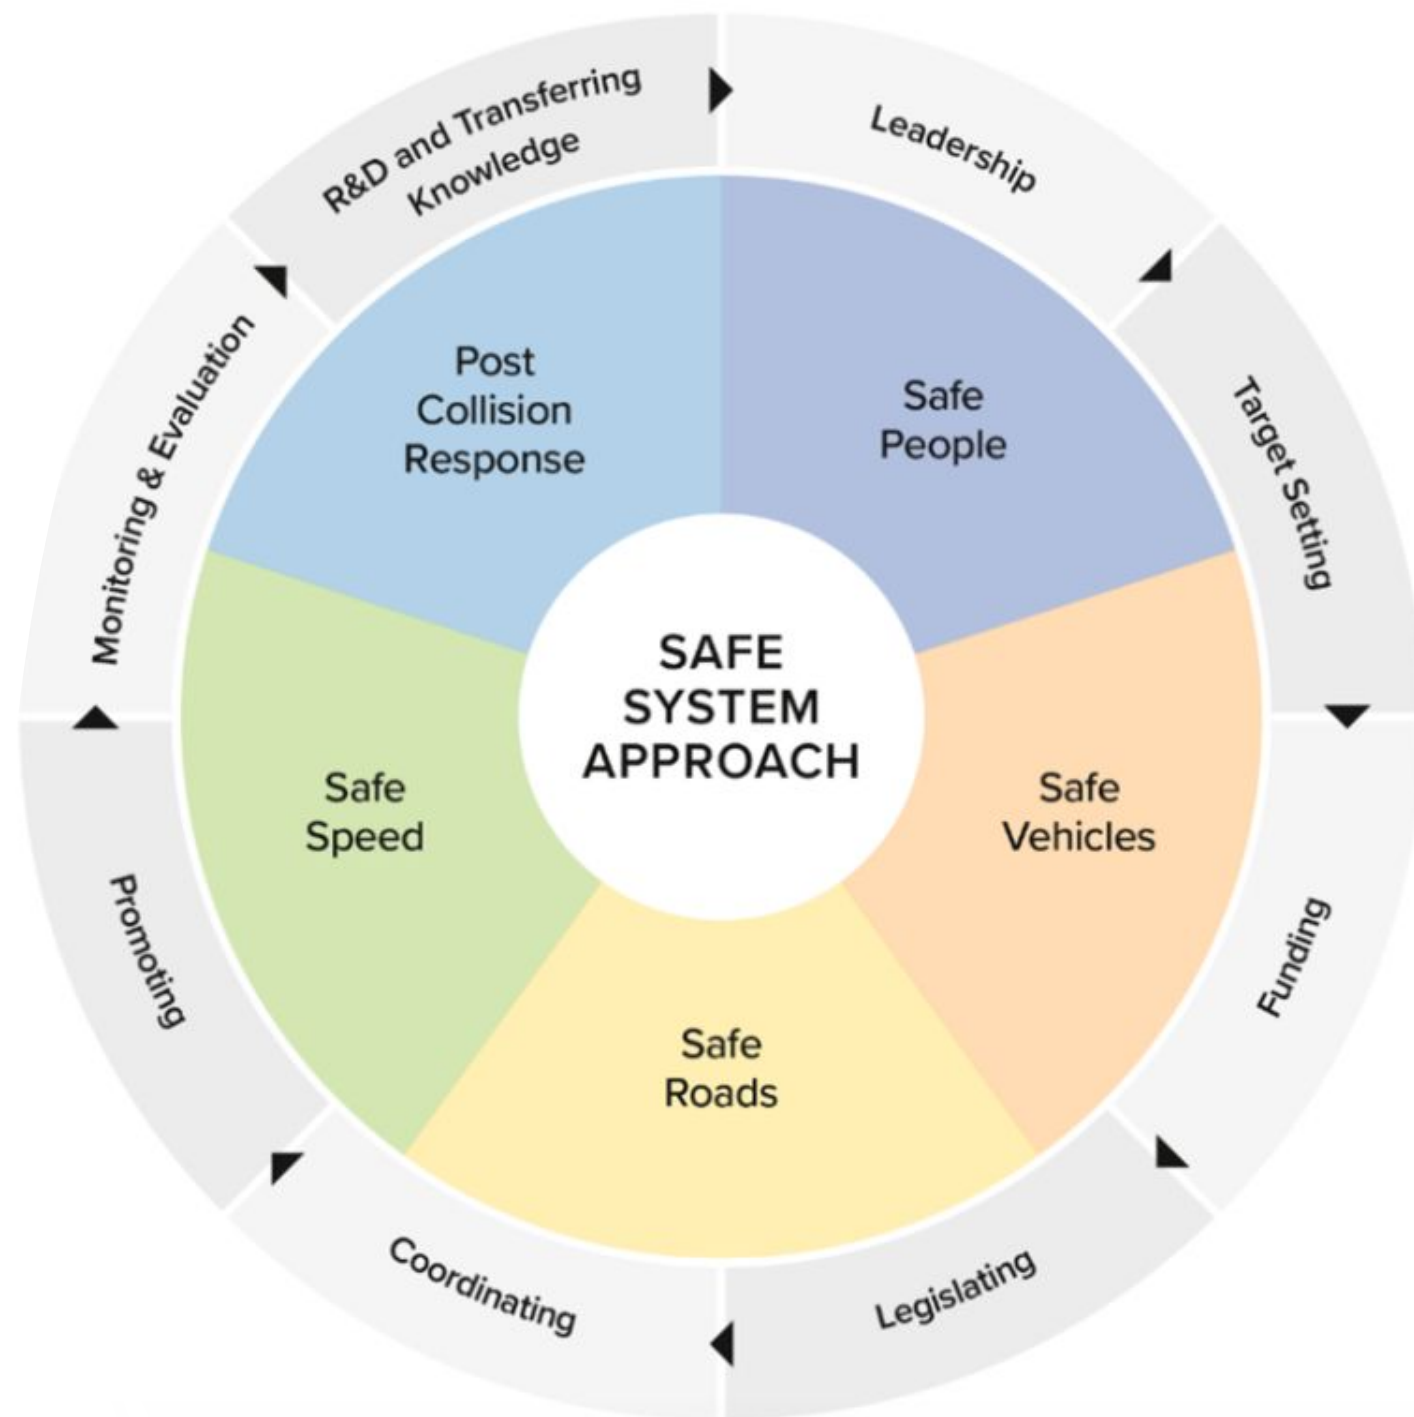 R&D and Transferring
Knowledge
Leadership
Target Setting
Funding
Legislating
Coordinating
Promoting
Monitoring & Evaluation
Post
Collision
Response
Safe
People
Safe
Vehicles
Safe
Roads
Safe
Speed
SAFE
SYSTEM
APPROACH